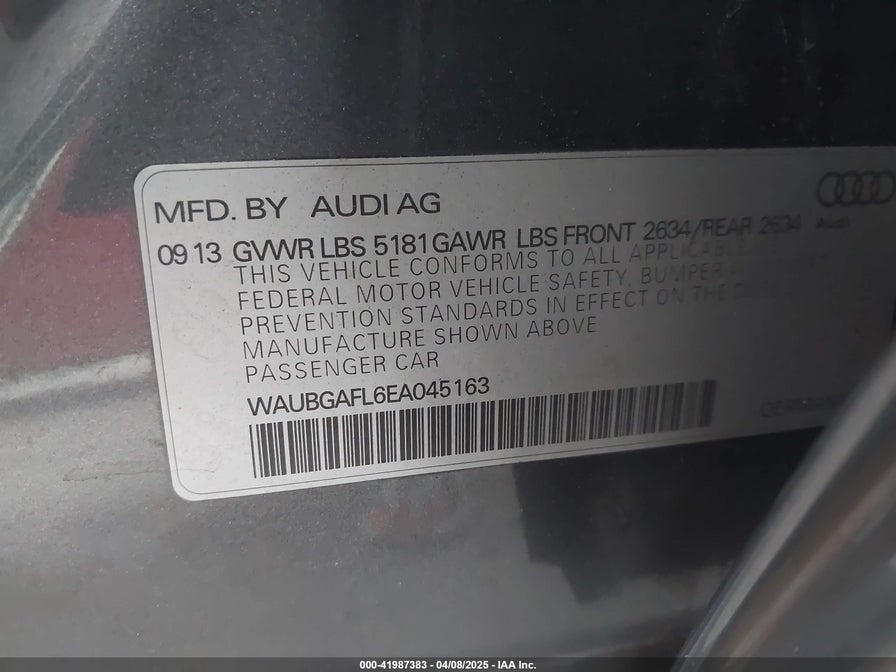 MFD. BY AUDI AG
Audi
09 13 GVWR LBS 5181 GAWR LBS FRONT 2634/REAR 2634
THIS VEHICLE CONFORMS TO ALL APPLICABLE
FEDERAL MOTOR VEHICLE SAFETY, BUMPER
PREVENTION STANDARDS IN EFFECT ON THE
MANUFACTURE SHOWN ABOVE
PASSENGER CAR
WAUBGAFL6EA045163
000-41987383 - 04/08/2025 - IAA Inc.